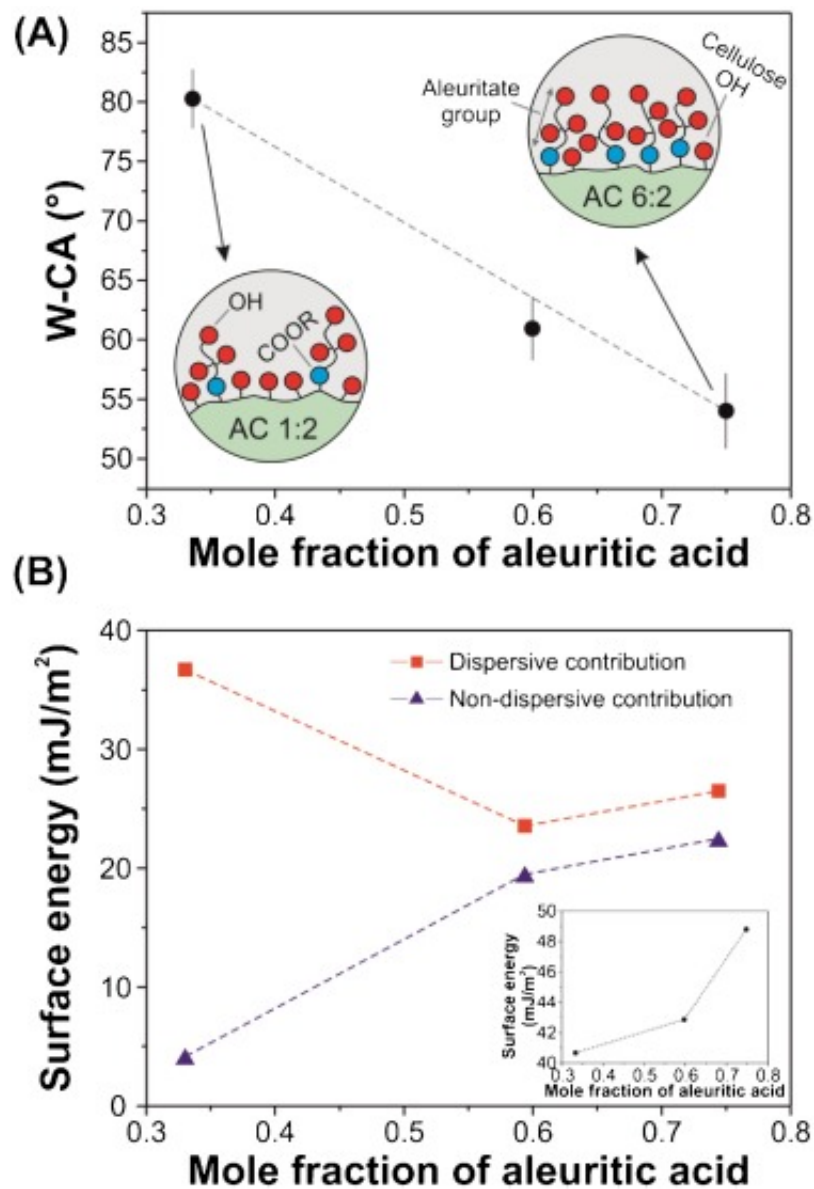 (A)
85
80
75
70
65
60
55
50
W-CA (°)
Aleuritate
group
Cellulose
OH
AC 6:2
OH
COOR
AC 1:2
0.3 0.4 0.5 0.6 0.7 0.8
Mole fraction of aleuritic acid
(B)
40
30
20
10
0
Surface energy (mJ/m²)
Dispersive contribution
Non-dispersive contribution
50
48
46
44
42
40
Surface energy
(mJ/m²)
0.3 0.4 0.5 0.6 0.7 0.8
Mole fraction of aleuritic acid
0.3 0.4 0.5 0.6 0.7 0.8
Mole fraction of aleuritic acid